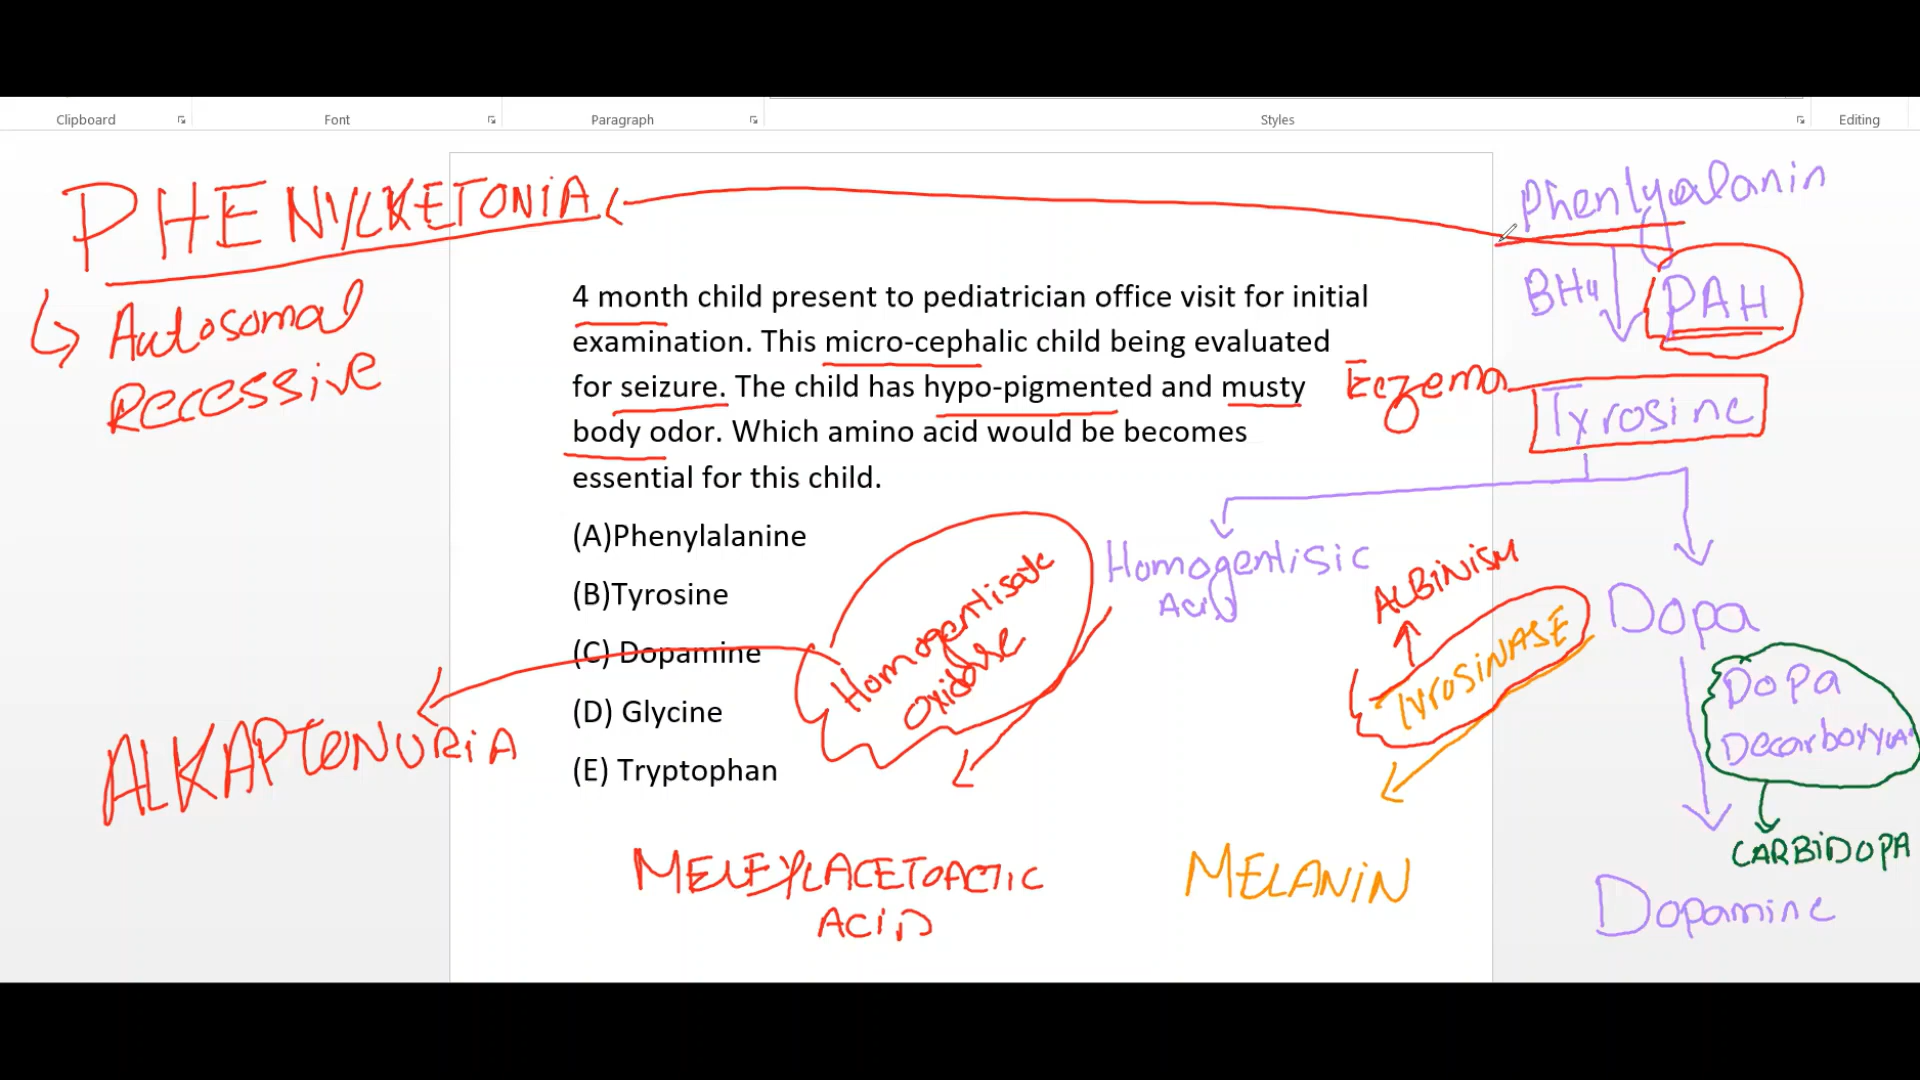 Clipboard
Font
Paragraph
Styles
Editing
PHENYLKETONIA
Autosomal
Recessive
Phenlyalanin
BH4
PAH
4 month child present to pediatrician office visit for initial
examination. This micro-cephalic child being evaluated
for seizure. The child has hypo-pigmented and musty
body odor. Which amino acid would be becomes
essential for this child.
Eczema
Tyrosine
(A)Phenylalanine
(B)Tyrosine
(C) Dopamine
(D) Glycine
(E) Tryptophan
Homogentisate
Oxidase
Homogentisic
Acid
ALBINISM
TyrosINASE
Dopa
DoPa
CARBIDOPA
Dopamine
ALKAPTONURIA
ACID
MELANIN